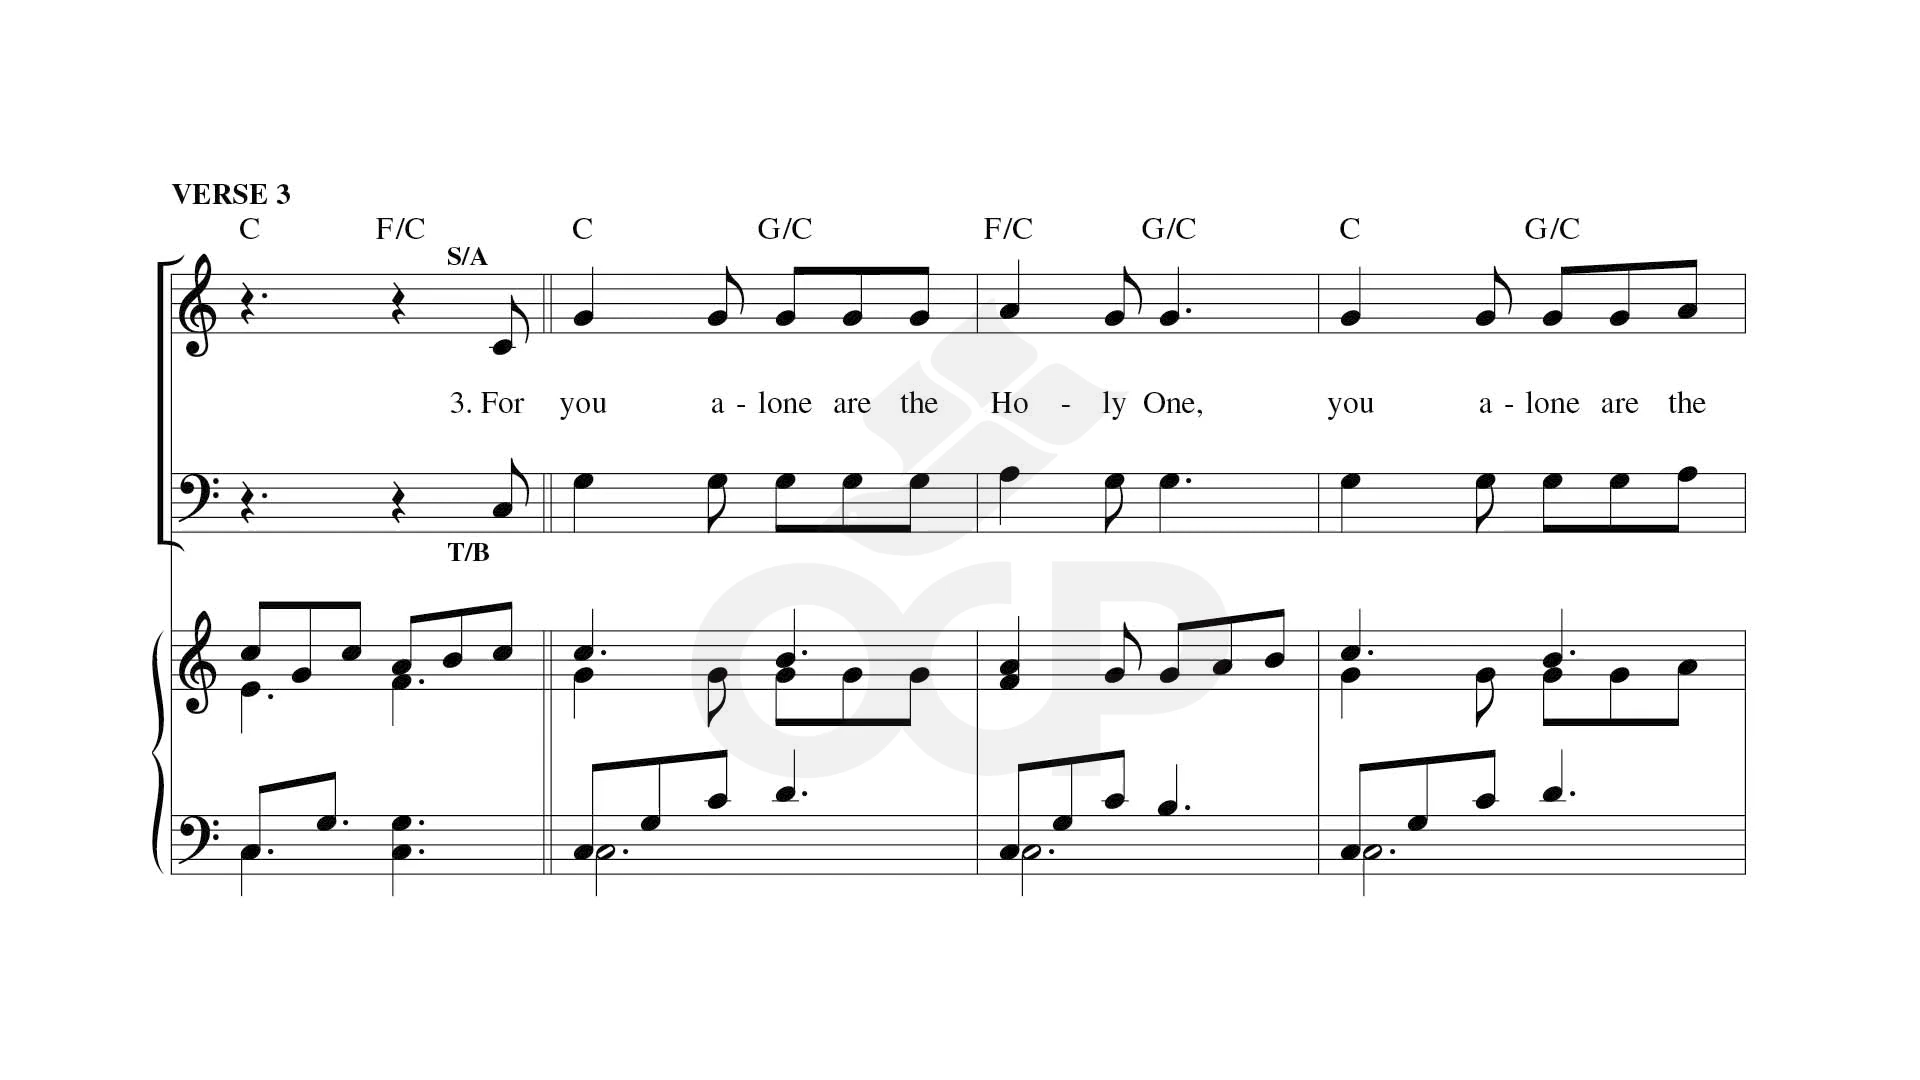 VERSE 3
C F/C C G/C F/C G/C C G/C
S/A
3. For you a - lone are the Ho - ly One, you a - lone are the
T/B
OCP